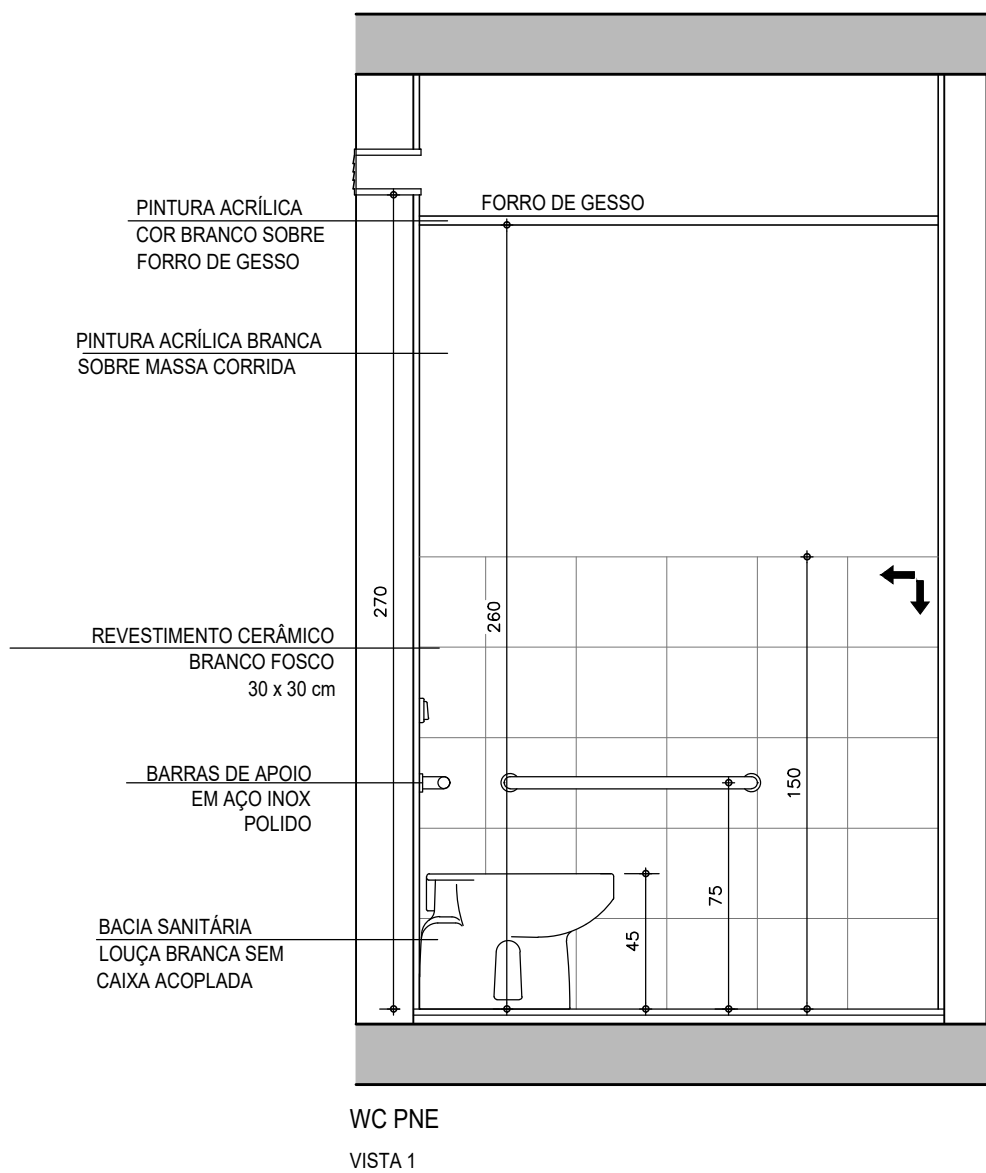 FORRO DE GESSO
PINTURA ACRÍLICA
COR BRANCO SOBRE
FORRO DE GESSO
PINTURA ACRÍLICA BRANCA
SOBRE MASSA CORRIDA
270
260
REVESTIMENTO CERÂMICO
BRANCO FOSCO
30 x 30 cm
BARRAS DE APOIO
EM AÇO INOX
POLIDO
150
75
45
BACIA SANITÁRIA
LOUÇA BRANCA SEM
CAIXA ACOPLADA
WC PNE
VISTA 1